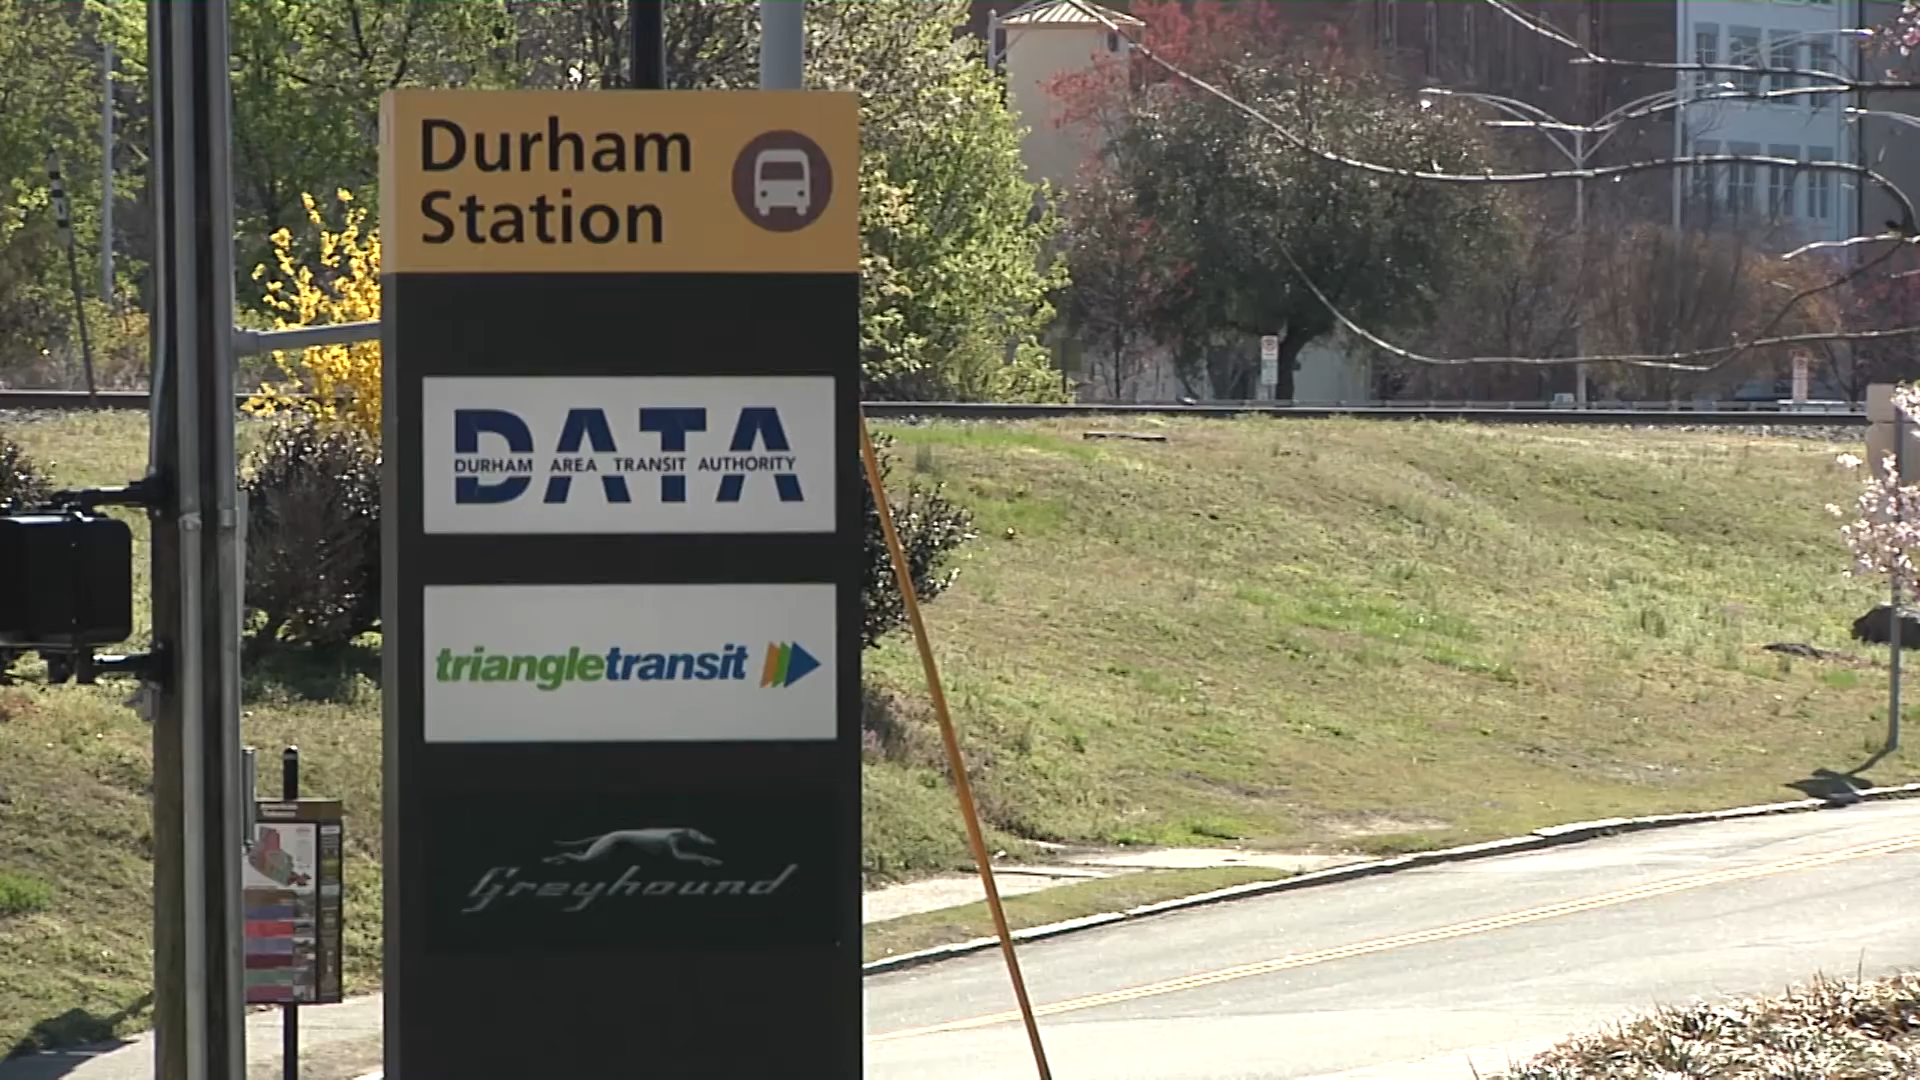 Durham
Station
DATA
DURHAM AREA TRANSIT AUTHORITY
triangletransit
Greyhound